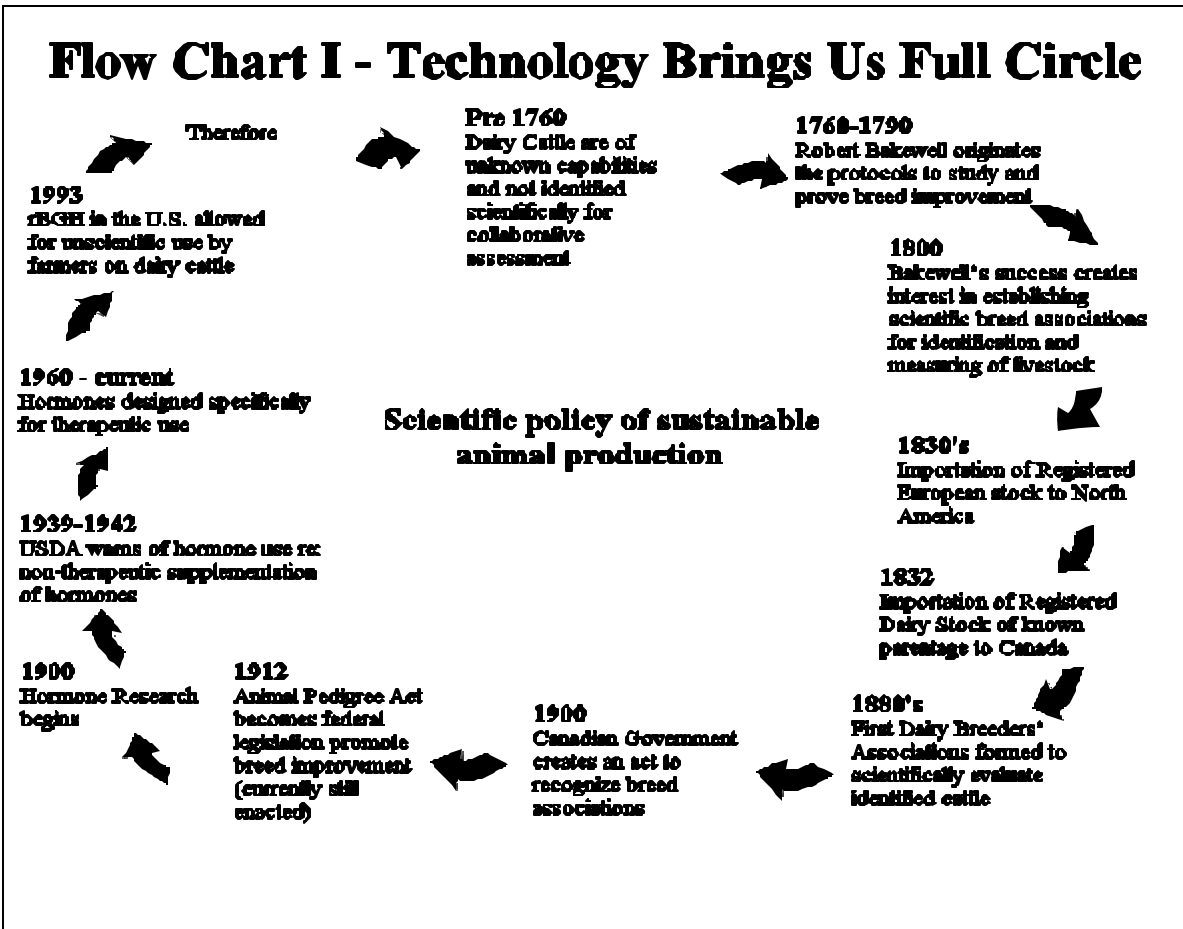 Flow Chart I - Technology Brings Us Full Circle
Therefore
Pre 1760
Dairy Cattle are of
unknown capabilities
and not identified
scientifically for
collaborative
assessment
1760-1790
Robert Bakewell originates
the protocols to study and
prove breed improvement
1800
Bakewell's success creates
interest in establishing
scientific breed associations
for identification and
measuring of livestock
1830's
Importation of Registered
European stock to North
America
1832
Importation of Registered
Dairy Stock of known
parentage to Canada
1880's
First Dairy Breeders'
Associations formed to
scientifically evaluate
identified cattle
1900
Canadian Government
creates an act to
recognize breed
associations
1912
Animal Pedigree Act
becomes federal
legislation promote
breed improvement
(currently still
enacted)
1900
Hormone Research
begins
1939-1942
USDA warns of hormone use re:
non-therapeutic supplementation
of hormones
1960 - current
Hormones designed specifically
for therapeutic use
1993
rBGH in the U.S. allowed
for unscientific use by
farmers on dairy cattle
Scientific policy of sustainable
animal production